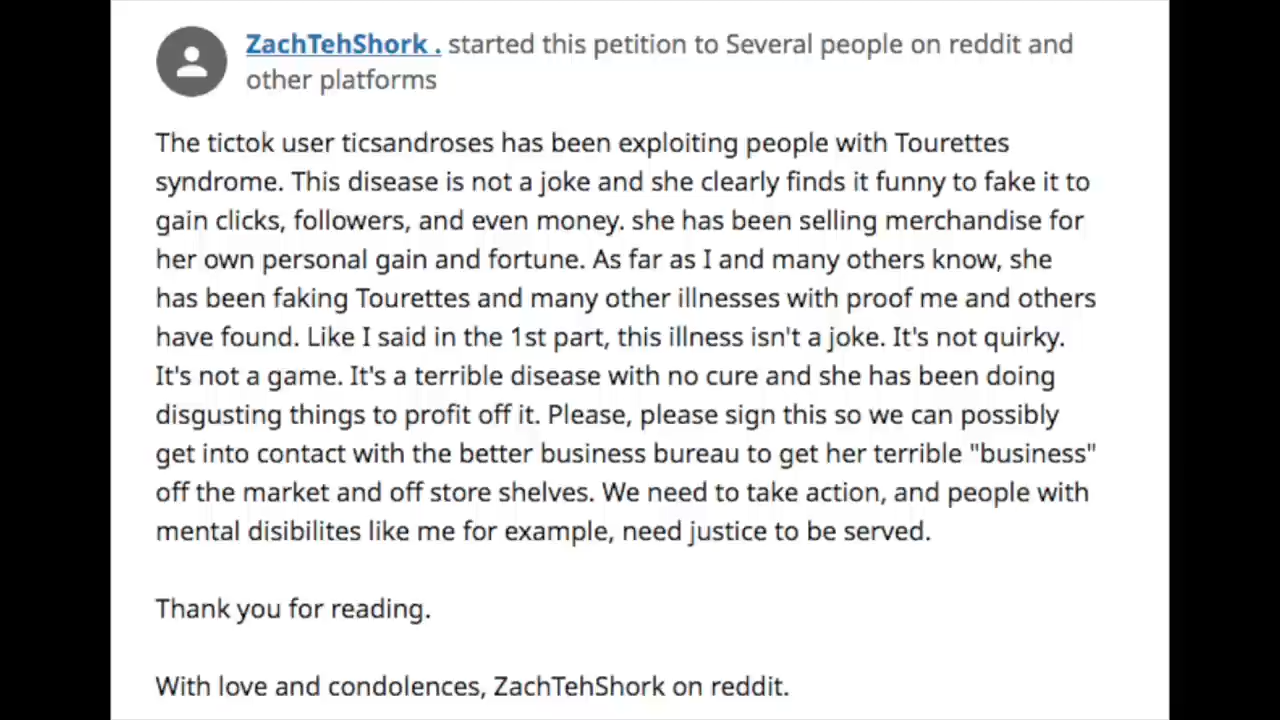 ZachTehShork . started this petition to Several people on reddit and
other platforms
The tictok user ticsandroses has been exploiting people with Tourettes
syndrome. This disease is not a joke and she clearly finds it funny to fake it to
gain clicks, followers, and even money. she has been selling merchandise for
her own personal gain and fortune. As far as I and many others know, she
has been faking Tourettes and many other illnesses with proof me and others
have found. Like I said in the 1st part, this illness isn't a joke. It's not quirky.
It's not a game. It's a terrible disease with no cure and she has been doing
disgusting things to profit off it. Please, please sign this so we can possibly
get into contact with the better business bureau to get her terrible "business"
off the market and off store shelves. We need to take action, and people with
mental disibilites like me for example, need justice to be served.
Thank you for reading.
With love and condolences, ZachTehShork on reddit.